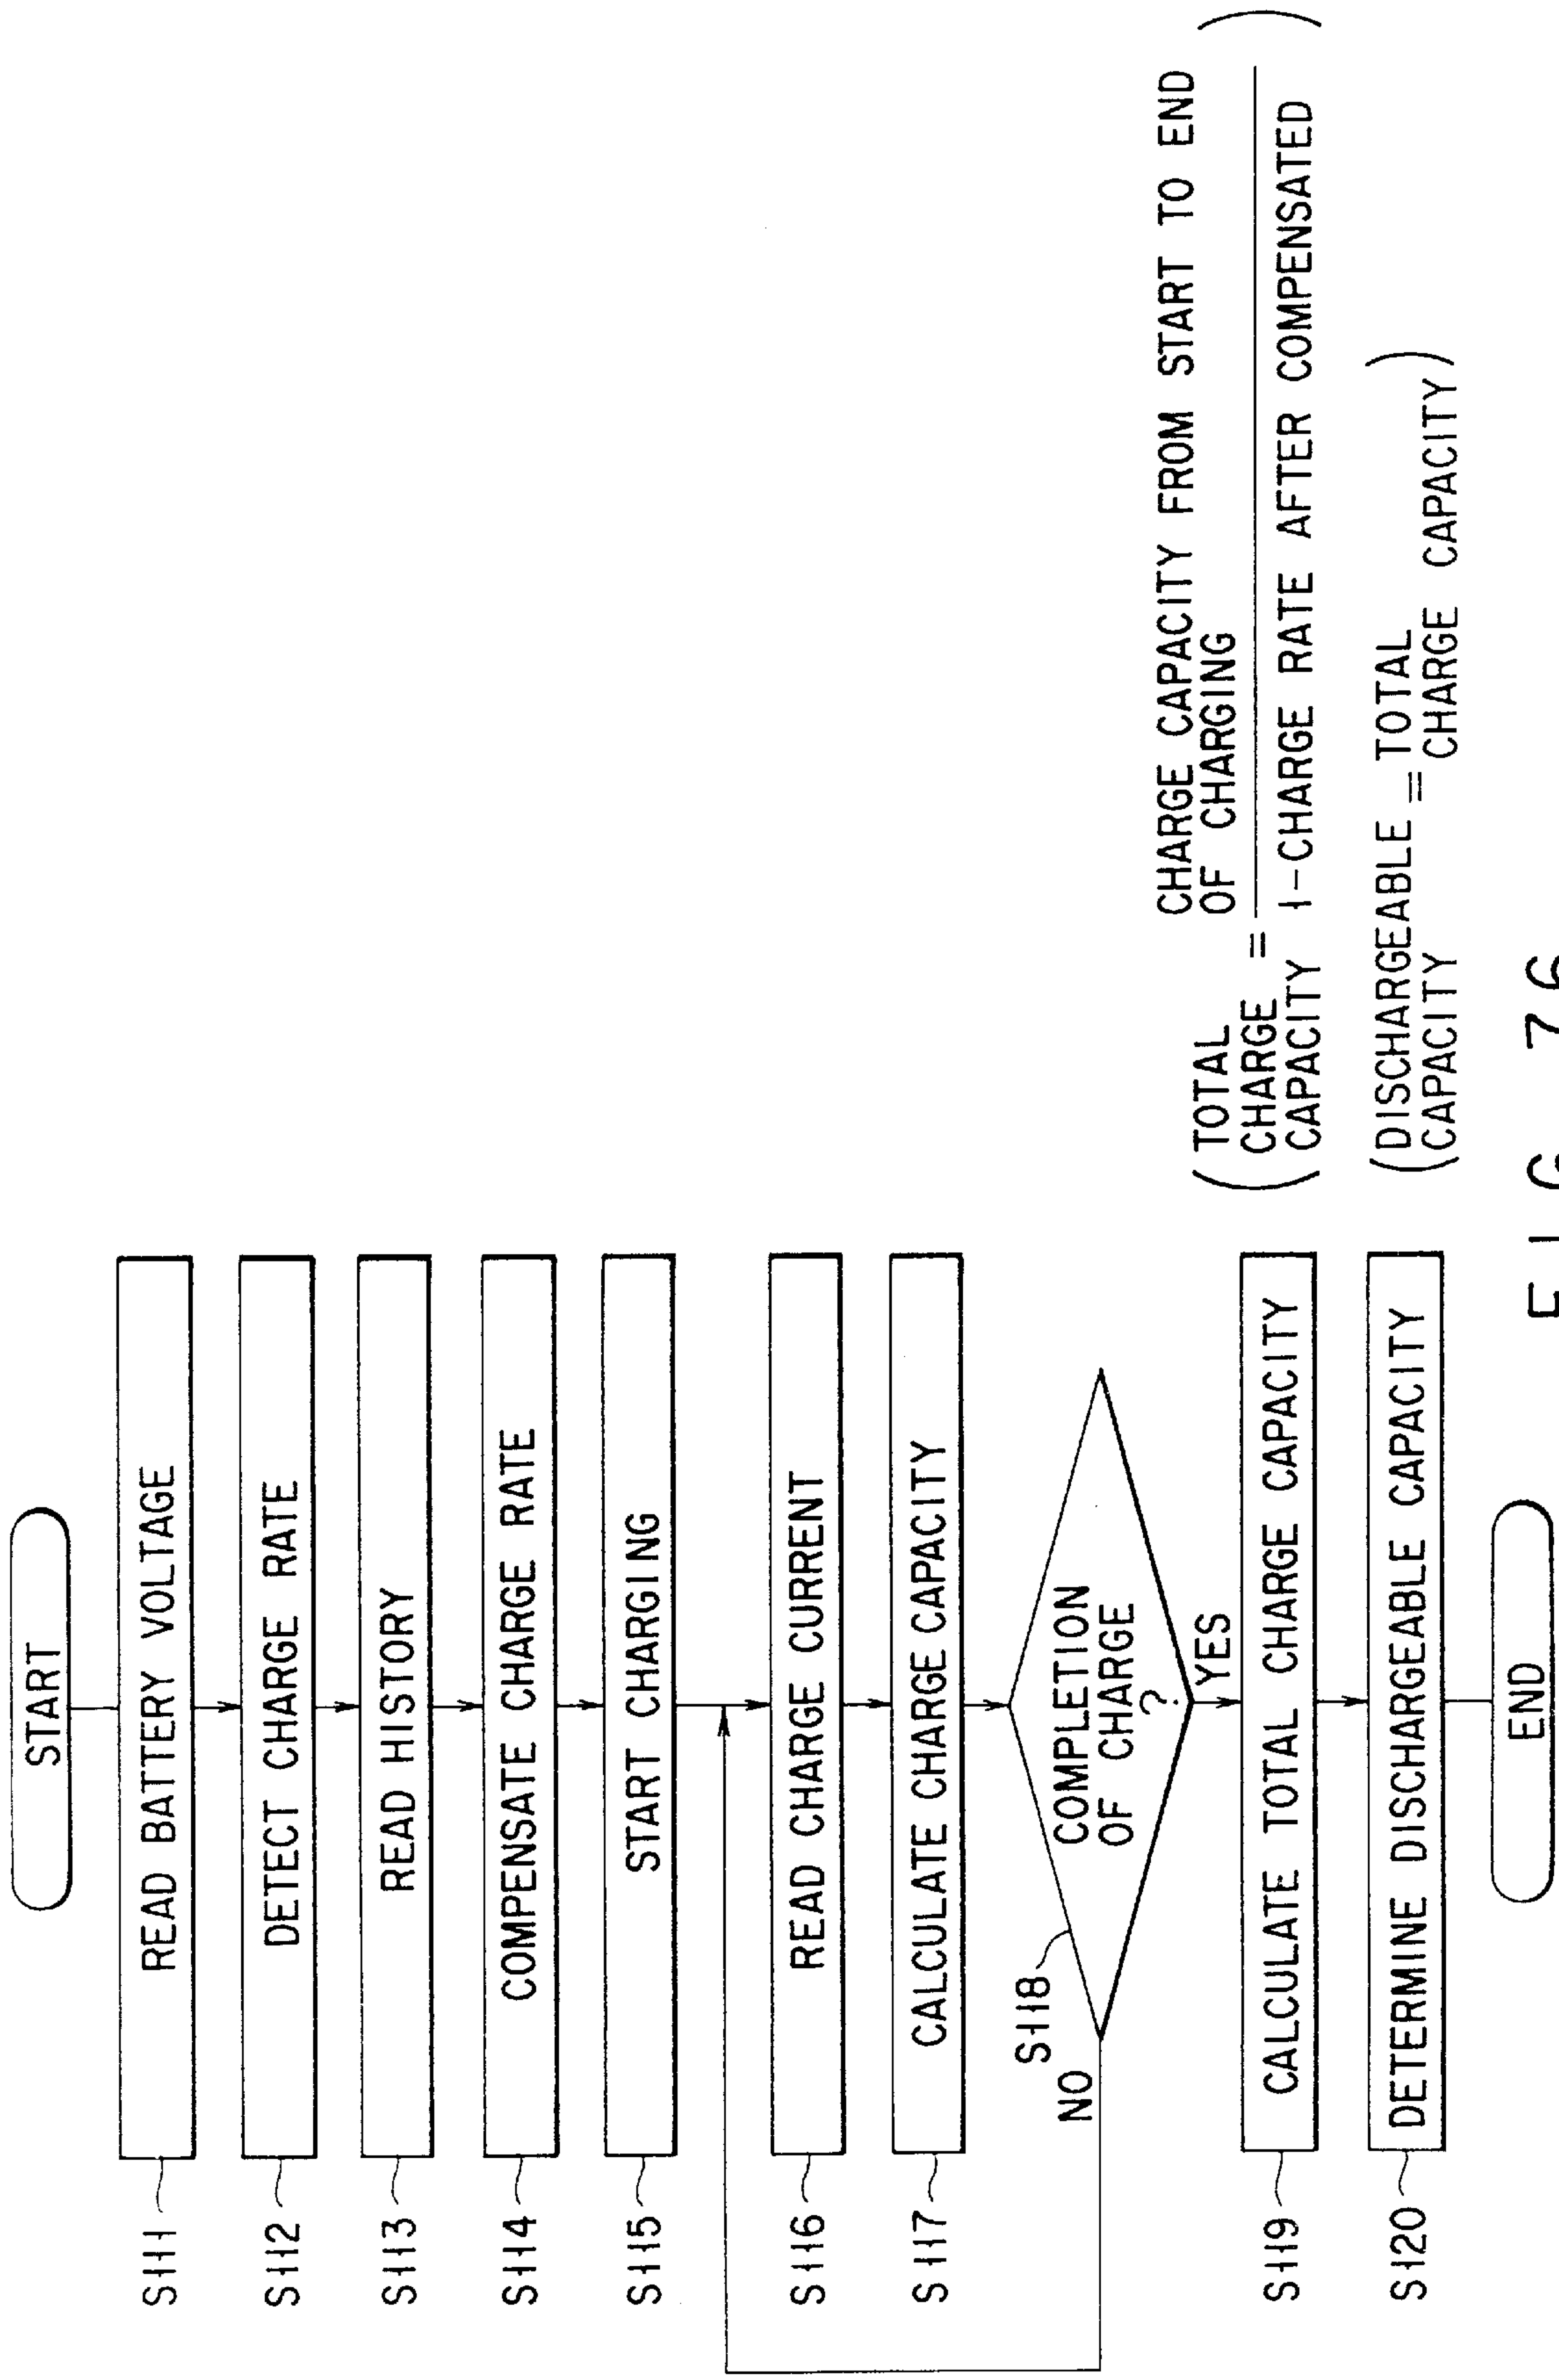 START
S111
READ BATTERY VOLTAGE
S112
DETECT CHARGE RATE
S113
READ HISTORY
S114
COMPENSATE CHARGE RATE
S115
START CHARGING
S116
READ CHARGE CURRENT
S117
CALCULATE CHARGE CAPACITY
S118
COMPLETION
OF CHARGE
?
NO
YES
S119
CALCULATE TOTAL CHARGE CAPACITY
(TOTAL
CHARGE =
CAPACITY
CHARGE CAPACITY FROM START TO END
OF CHARGING
1-CHARGE RATE AFTER COMPENSATED)
S120
DETERMINE DISCHARGEABLE CAPACITY
(DISCHARGEABLE = TOTAL
CAPACITY CHARGE CAPACITY)
END
FIG. 76